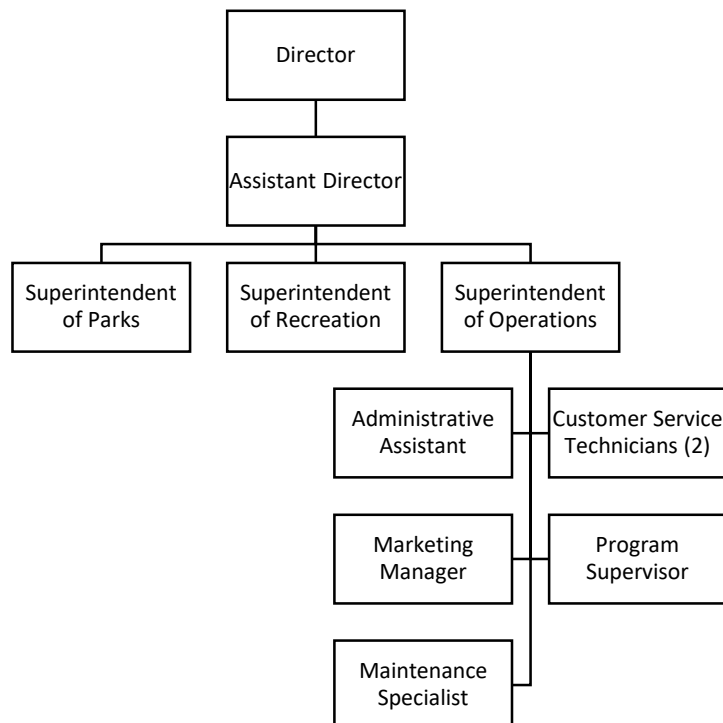 Director
Assistant Director
Superintendent
of Parks
Superintendent
of Recreation
Superintendent
of Operations
Administrative
Assistant
Customer Service
Technicians (2)
Marketing
Manager
Program
Supervisor
Maintenance
Specialist